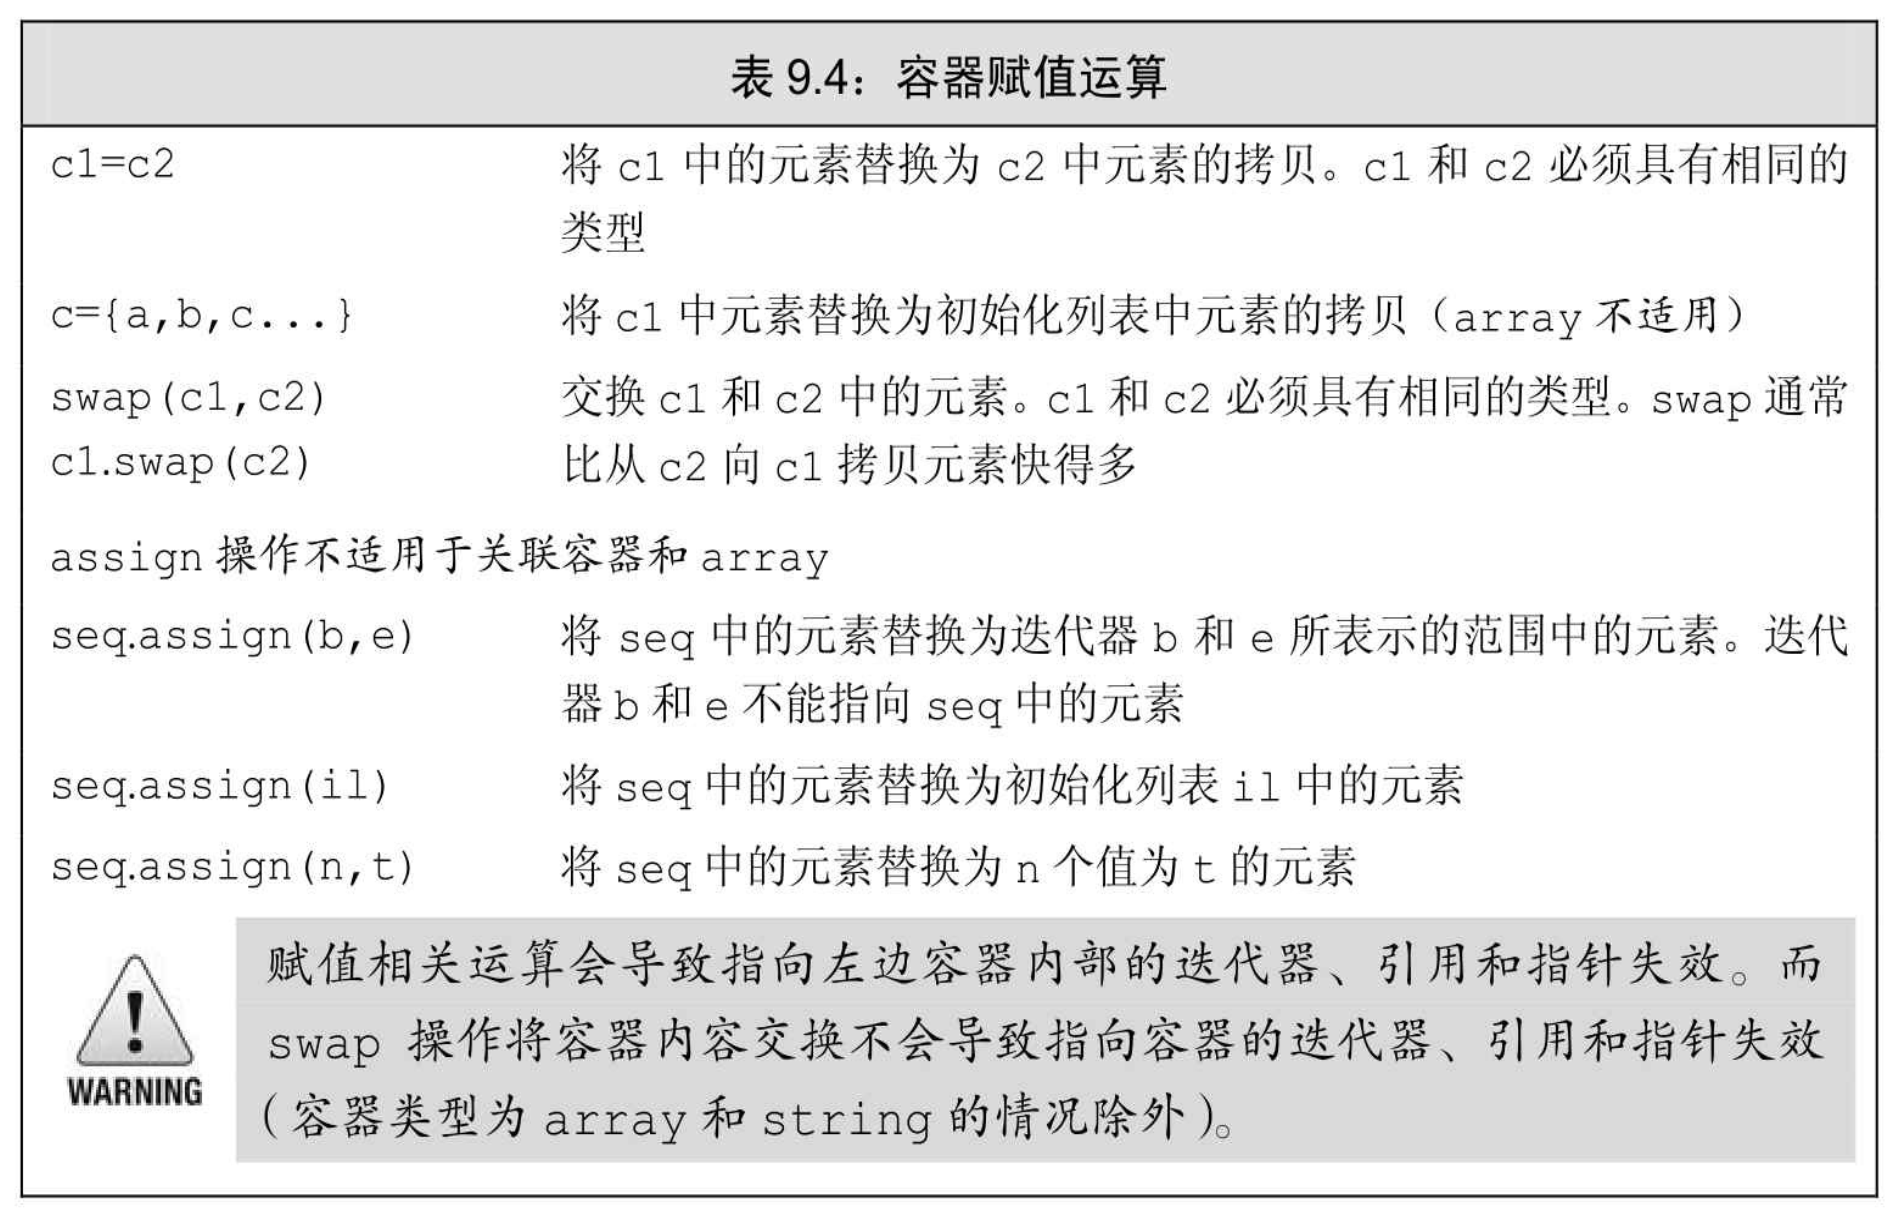 表 9.4：容器赋值运算
c1=c2 将 c1 中的元素替换为 c2 中元素的拷贝。c1 和 c2 必须具有相同的
类型
c={a,b,c...} 将 c1 中元素替换为初始化列表中元素的拷贝（array 不适用）
swap(c1,c2) 交换 c1 和 c2 中的元素。c1 和 c2 必须具有相同的类型。swap 通常
c1.swap(c2) 比从 c2 向 c1 拷贝元素快得多
assign 操作不适用于关联容器和 array
seq.assign(b,e) 将 seq 中的元素替换为迭代器 b 和 e 所表示的范围中的元素。迭代
器 b 和 e 不能指向 seq 中的元素
seq.assign(il) 将 seq 中的元素替换为初始化列表 il 中的元素
seq.assign(n,t) 将 seq 中的元素替换为 n 个值为 t 的元素
赋值相关运算会导致指向左边容器内部的迭代器、引用和指针失效。而
swap 操作将容器内容交换不会导致指向容器的迭代器、引用和指针失效
（容器类型为 array 和 string 的情况除外）。
WARNING